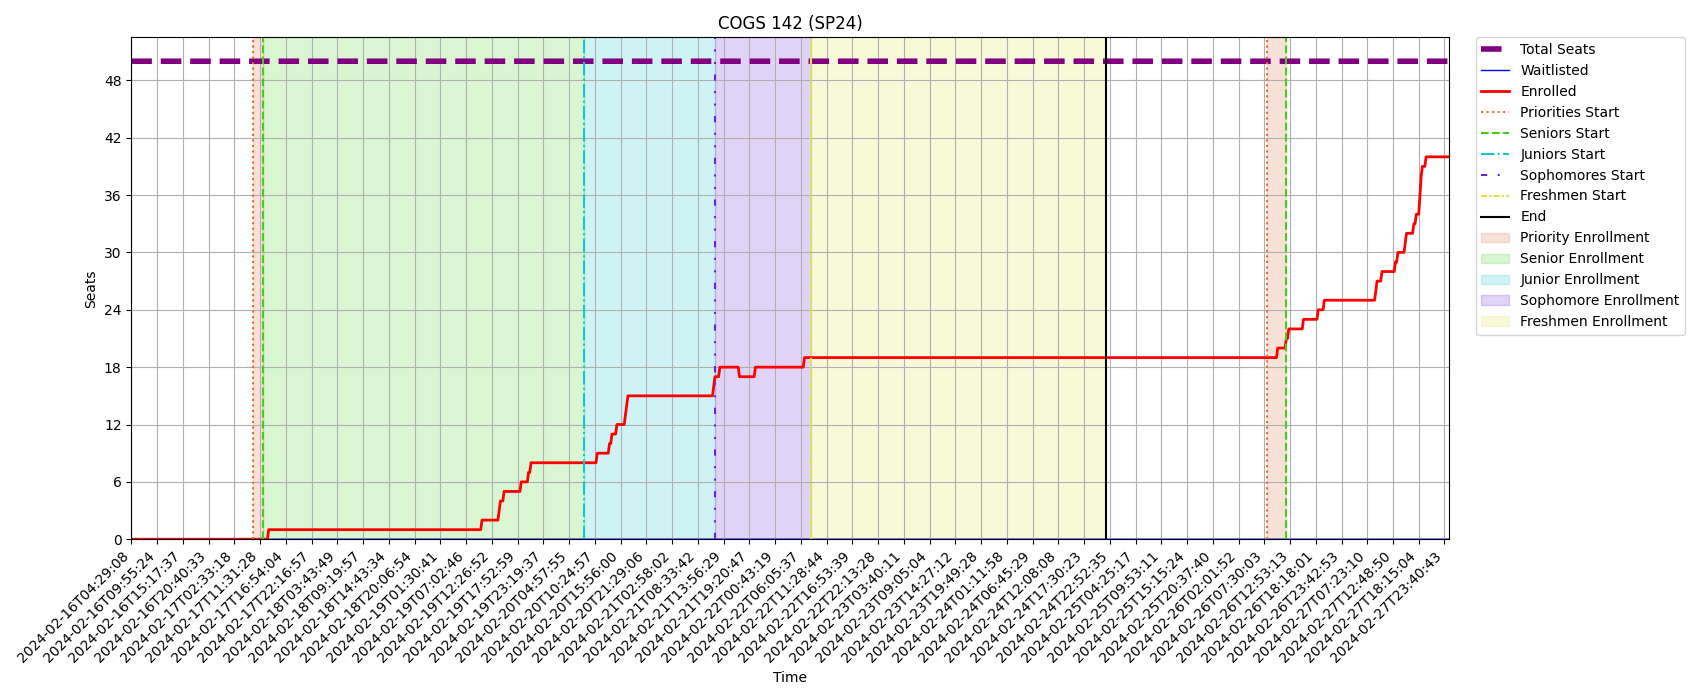 COGS 142 (SP24)
Total Seats
Waitlisted
Enrolled
Priorities Start
Seniors Start
Juniors Start
Sophomores Start
Freshmen Start
End
Priority Enrollment
Senior Enrollment
Junior Enrollment
Sophomore Enrollment
Freshmen Enrollment
Seats
48
42
36
30
24
18
12
6
0
2024-02-16T04:29:08
2024-02-16T09:55:24
2024-02-16T15:17:37
2024-02-16T20:40:33
2024-02-17T02:33:18
2024-02-17T11:31:28
2024-02-17T16:54:04
2024-02-17T22:16:57
2024-02-18T03:43:49
2024-02-18T09:19:57
2024-02-18T14:43:34
2024-02-18T20:06:54
2024-02-19T01:30:41
2024-02-19T07:02:46
2024-02-19T12:26:52
2024-02-19T17:52:59
2024-02-19T23:19:37
2024-02-20T04:57:55
2024-02-20T10:24:57
2024-02-20T15:56:00
2024-02-20T21:29:06
2024-02-21T02:58:02
2024-02-21T08:33:42
2024-02-21T13:56:29
2024-02-21T19:20:47
2024-02-22T00:43:19
2024-02-22T06:05:37
2024-02-22T11:28:44
2024-02-22T16:53:39
2024-02-22T22:13:28
2024-02-23T03:40:11
2024-02-23T09:05:04
2024-02-23T14:27:12
2024-02-23T19:49:28
2024-02-24T01:11:58
2024-02-24T06:45:29
2024-02-24T12:08:08
2024-02-24T17:30:23
2024-02-24T22:52:35
2024-02-25T04:25:17
2024-02-25T09:53:11
2024-02-25T15:15:24
2024-02-25T20:37:40
2024-02-26T02:01:52
2024-02-26T07:30:03
2024-02-26T12:53:13
2024-02-26T18:18:01
2024-02-26T23:42:53
2024-02-27T07:23:10
2024-02-27T12:48:50
2024-02-27T18:15:04
2024-02-27T23:40:43
Time